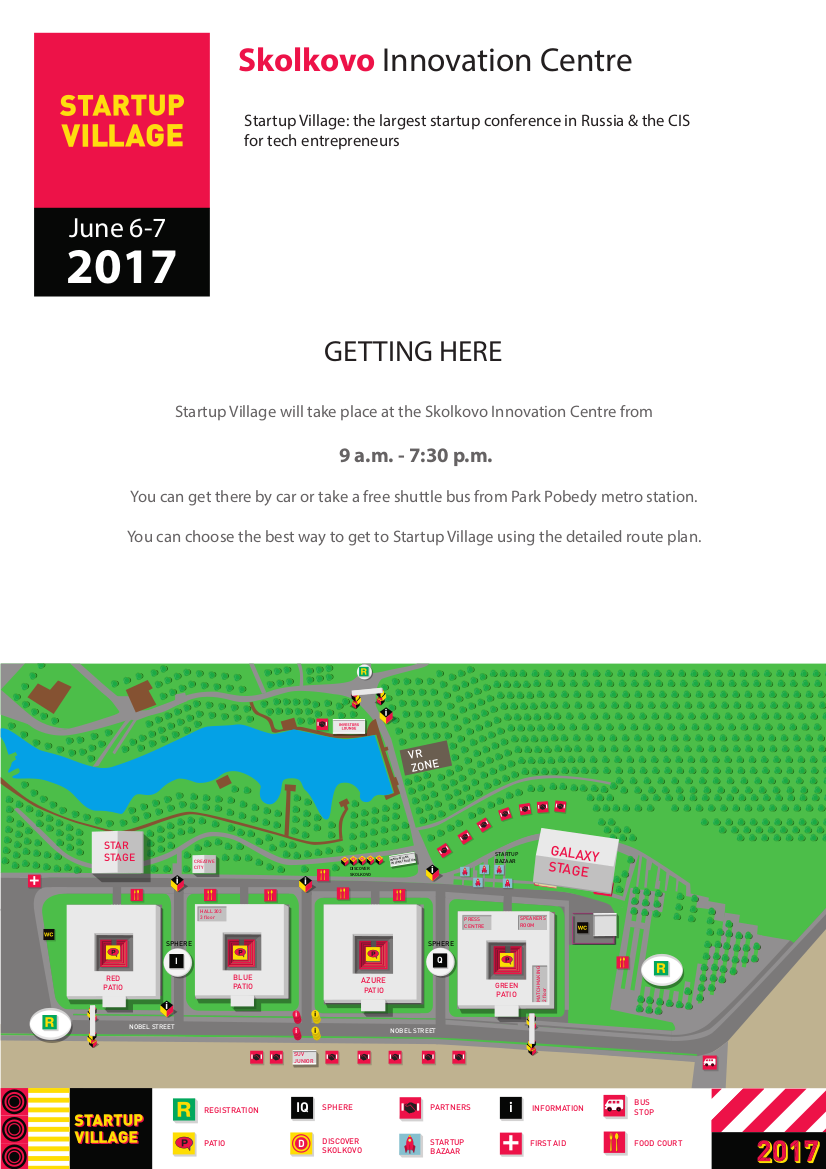 STARTUP
VILLAGE
June 6-7
2017
Skolkovo Innovation Centre
Startup Village: the largest startup conference in Russia & the CIS
for tech entrepreneurs
GETTING HERE
Startup Village will take place at the Skolkovo Innovation Centre from
9 a.m. - 7:30 p.m.
You can get there by car or take a free shuttle bus from Park Pobedy metro station.
You can choose the best way to get to Startup Village using the detailed route plan.
R
i
INVESTORS
LOUNGE
VR
ZONE
STAR
STAGE
CREATIVE
CITY
DISCOVER
SKOLKOVO
STARTUP
BAZAAR
GALAXY
STAGE
i
i
i
HALL 303
3 floor
PRESS
CENTRE
SPEAKERS
ROOM
WC
WC
SPHERE
I
SPHERE
Q
RED
PATIO
BLUE
PATIO
AZURE
PATIO
GREEN
PATIO
MATCHMAKING
R
R
i
NOBEL STREET
NOBEL STREET
SUV
JUNIOR
STARTUP
VILLAGE
R
REGISTRATION
IQ
SPHERE
PARTNERS
i
INFORMATION
BUS
STOP
P
PATIO
D
DISCOVER
SKOLKOVO
STARTUP
BAZAAR
FIRST AID
FOOD COURT
2017